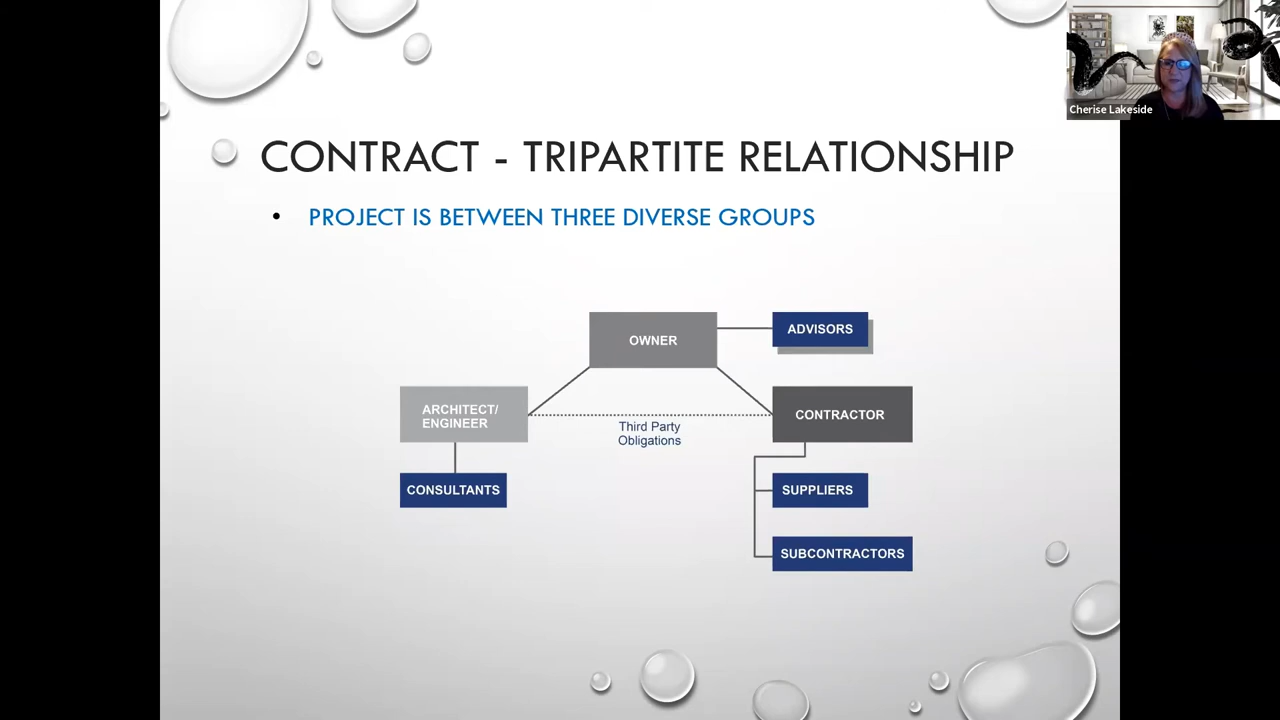 Cherise Lakeside
CONTRACT - TRIPARTITE RELATIONSHIP
• PROJECT IS BETWEEN THREE DIVERSE GROUPS
OWNER
ADVISORS
ARCHITECT/
ENGINEER
CONTRACTOR
Third Party
Obligations
CONSULTANTS
SUPPLIERS
SUBCONTRACTORS